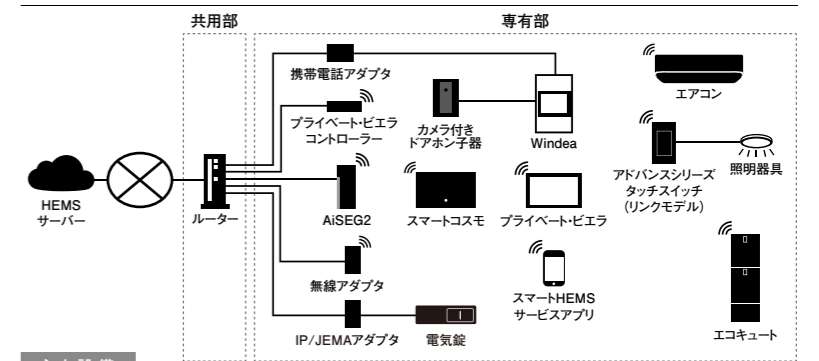 共用部
専有部
携帯電話アダプタ
プライベート・ビエラ
コントローラー
カメラ付き
ドアホン子器
Windea
エアコン
アドバンスシリーズ
タッチスイッチ
(リンクモデル)
照明器具
HEMS
サーバー
ルーター
AiSEG2
スマートコスモ
プライベート・ビエラ
無線アダプタ
スマートHEMS
サービスアプリ
IP/JEMAアダプタ
電気錠
エコキュート